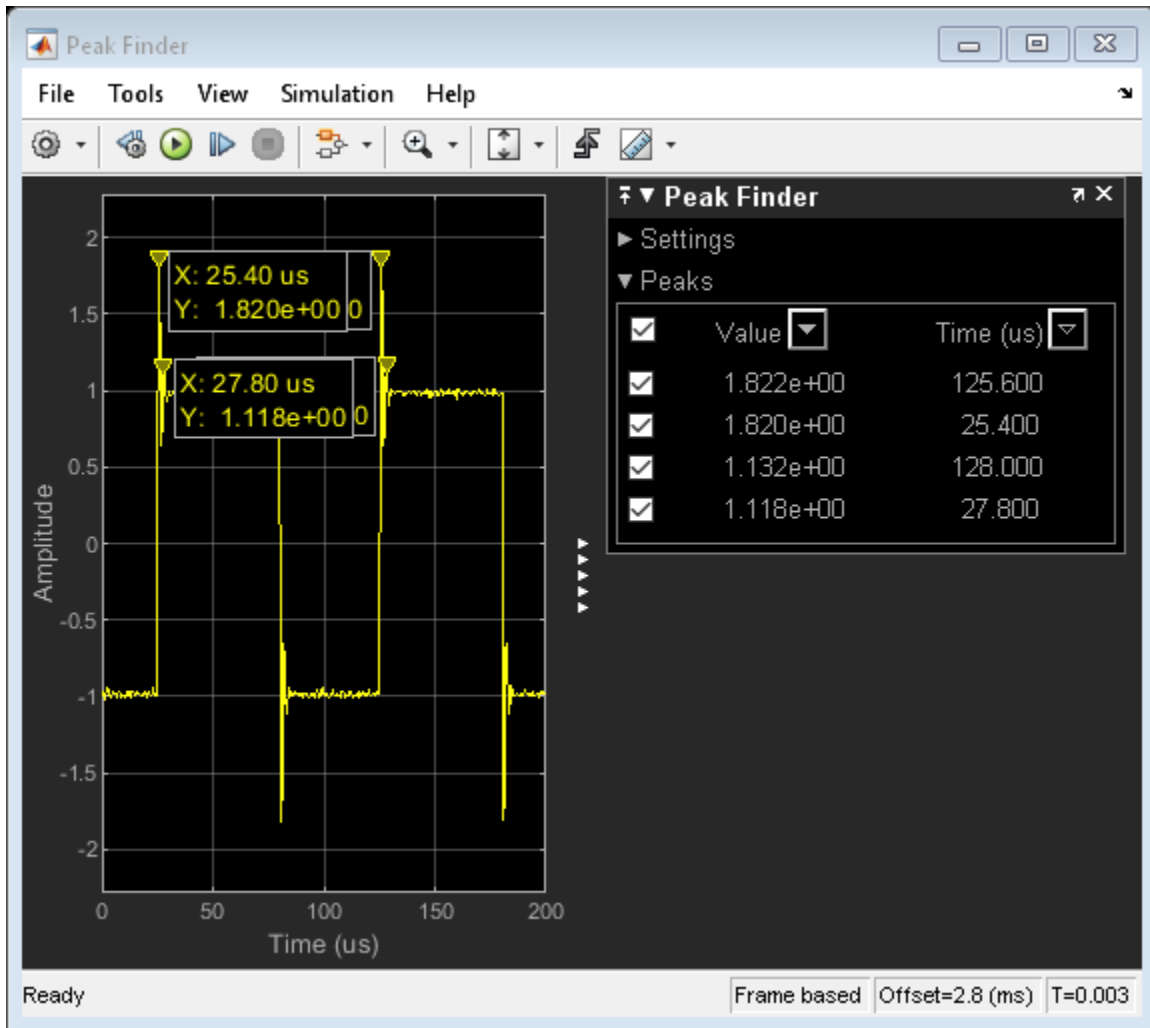 Peak Finder
File Tools View Simulation Help
Peak Finder
Settings
Peaks
Value Time (us)
1.822e+00 125.600
1.820e+00 25.400
1.132e+00 128.000
1.118e+00 27.800
2
1.5
1
0.5
0
-0.5
-1
-1.5
-2
Amplitude
X: 25.40 us
Y: 1.820e+00 0
X: 27.80 us
Y: 1.118e+00 0
0 50 100 150 200
Time (us)
Ready Frame based Offset=2.8 (ms) T=0.003